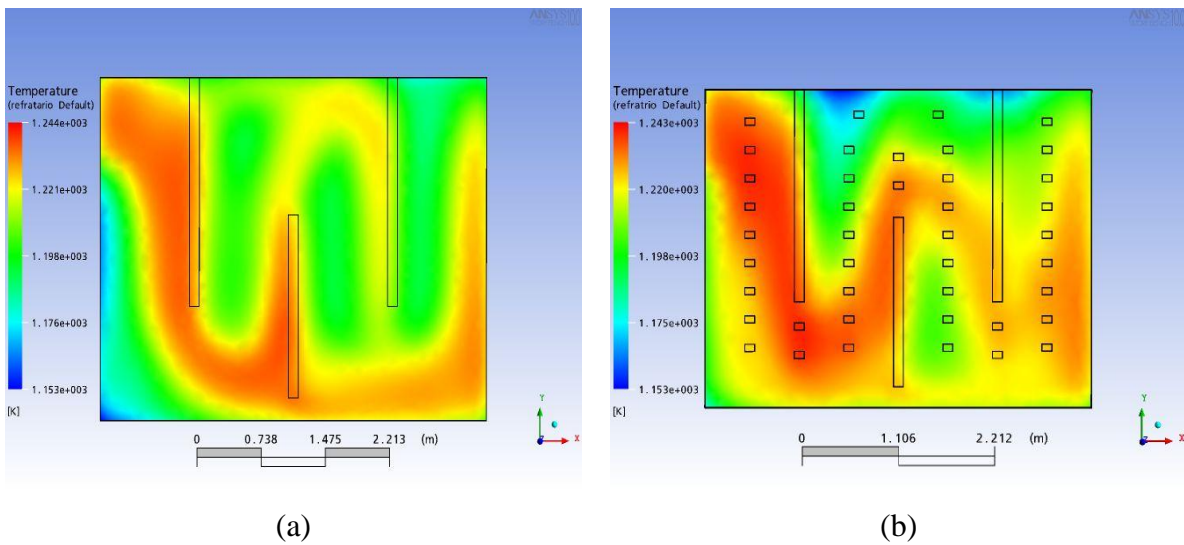 ANSYS
Temperature
(refratario Default)
1.244e+003
1.221e+003
1.198e+003
1.176e+003
1.153e+003
[K]
0 0.738 1.475 2.213 (m)
Y
X
Z
(a)
ANSYS
Temperature
(refratrio Default)
1.243e+003
1.220e+003
1.198e+003
1.175e+003
1.153e+003
[K]
0 1.106 2.212 (m)
Y
X
Z
(b)